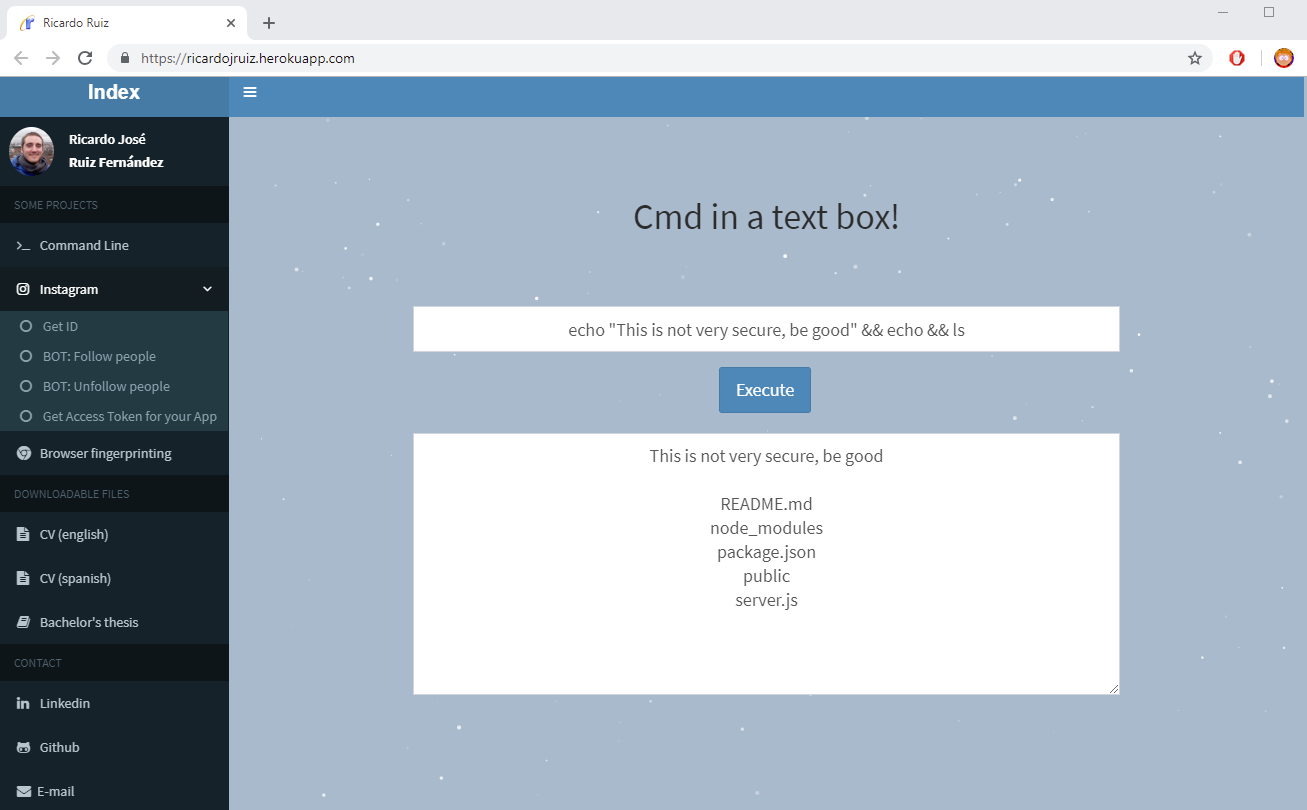 Ricardo Ruiz
https://ricardojruiz.herokuapp.com
Index
Ricardo José
Ruiz Fernández
SOME PROJECTS
Command Line
Instagram
Get ID
BOT: Follow people
BOT: Unfollow people
Get Access Token for your App
Browser fingerprinting
DOWNLOADABLE FILES
CV (english)
CV (spanish)
Bachelor's thesis
CONTACT
Linkedin
Github
E-mail
Cmd in a text box!
echo "This is not very secure, be good" && echo && ls
Execute
This is not very secure, be good
README.md
node_modules
package.json
public
server.js